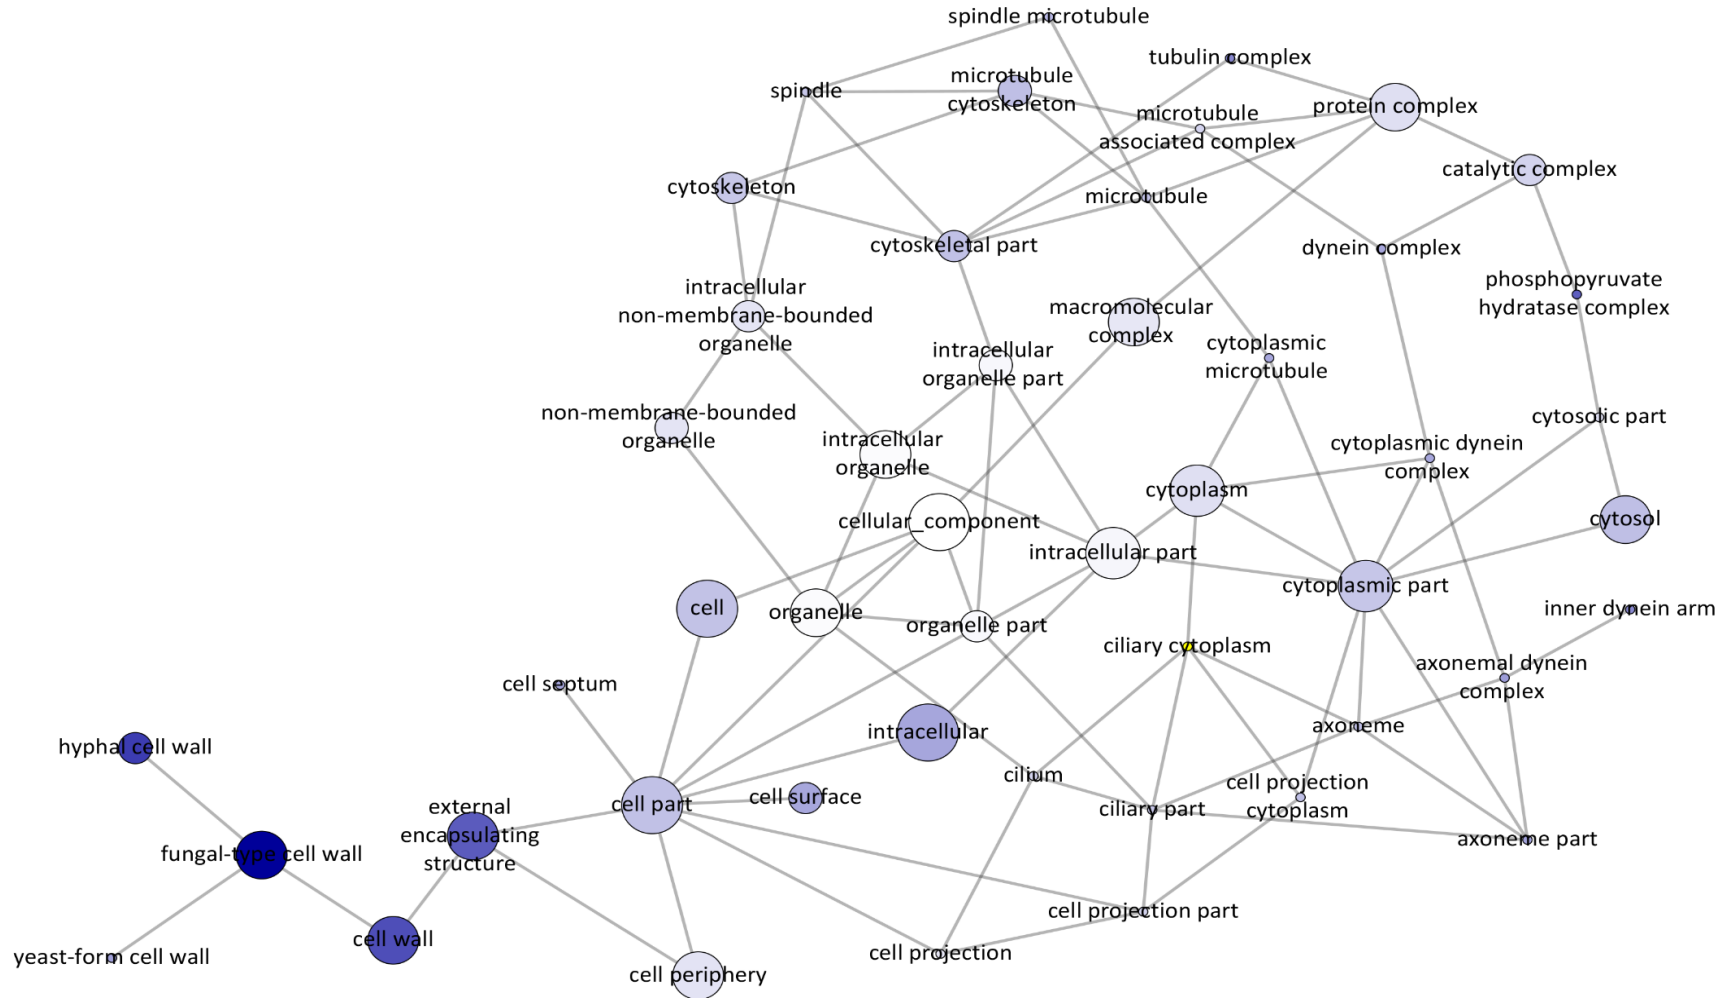 spindle microtubule
tubulin complex
microtubule
cytoskeleton
spindle
protein complex
microtubule
associated complex
catalytic complex
cytoskeleton
microtubule
cytoskeletal part
dynein complex
phosphopyruvate
hydratase complex
intracellular
non-membrane-bounded
organelle
macromolecular
complex
cytoplasmic
microtubule
intracellular
organelle part
non-membrane-bounded
organelle
cytosolic part
intracellular
organelle
cytoplasmic dynein
complex
cytoplasm
cellular_component
cytosol
intracellular part
cytoplasmic part
cell
organelle
inner dynein arm
organelle part
ciliary cytoplasm
axonemal dynein
complex
cell septum
axoneme
intracellular
hyphal cell wall
cilium
cell projection
cytoplasm
cell surface
cell part
ciliary part
external
encapsulating
structure
axoneme part
fungal-type cell wall
cell projection part
cell wall
cell projection
yeast-form cell wall
cell periphery